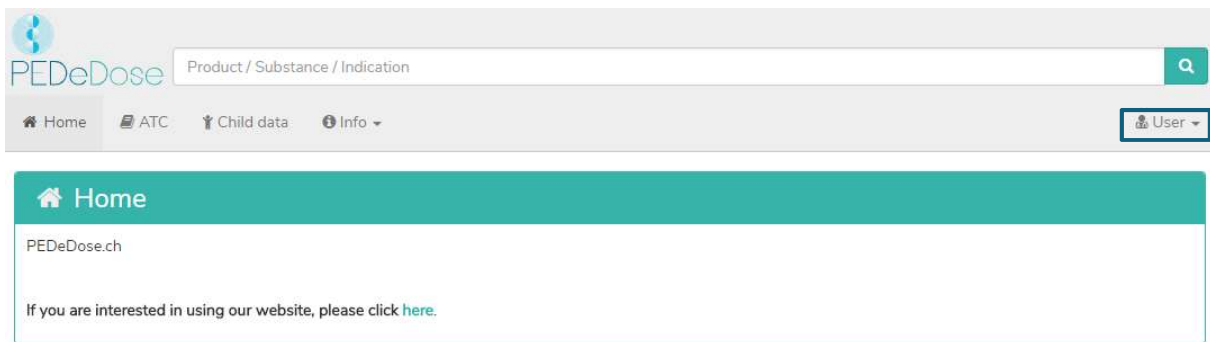 PEDeDose
Product / Substance / Indication
Home ATC Child data Info User
Home
PEDeDose.ch
If you are interested in using our website, please click here.